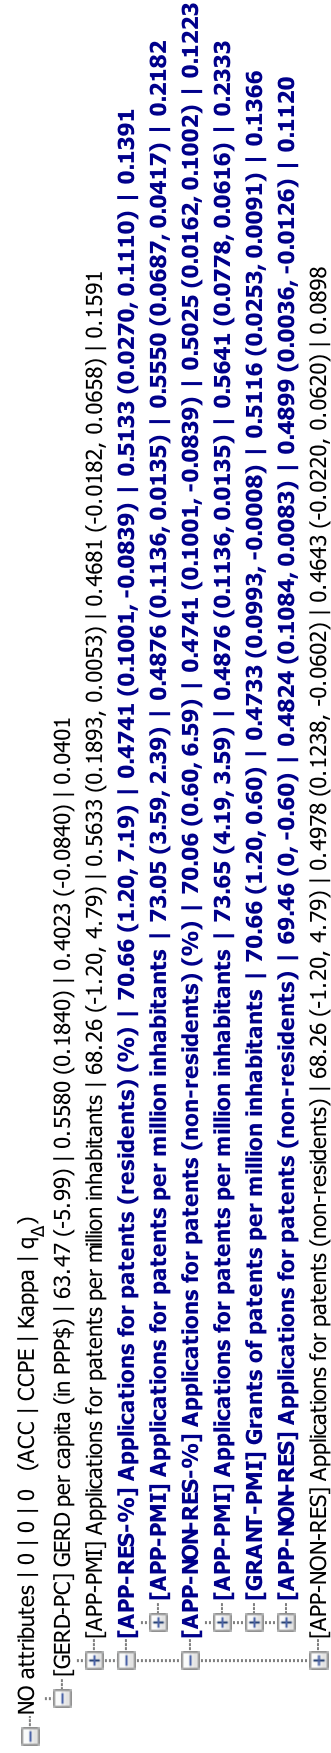 NO attributes | 0 | 0 | 0 (ACC | CCPE | Kappa | qΔ)
[GERD-PC] GERD per capita (in PPP$) | 63.47 (-5.99) | 0.5580 (0.1840) | 0.4023 (-0.0840) | 0.0401
[APP-PMI] Applications for patents per million inhabitants | 68.26 (-1.20, 4.79) | 0.5633 (0.1893, 0.0053) | 0.4681 (-0.0182, 0.0658) | 0.1591
[APP-RES-%] Applications for patents (residents) (%) | 70.66 (1.20, 7.19) | 0.4741 (0.1001, -0.0839) | 0.5133 (0.0270, 0.1110) | 0.1391
[APP-PMI] Applications for patents per million inhabitants | 73.05 (3.59, 2.39) | 0.4876 (0.1136, 0.0135) | 0.5550 (0.0687, 0.0417) | 0.2182
[APP-NON-RES-%] Applications for patents (non-residents) (%) | 70.06 (0.60, 6.59) | 0.4741 (0.1001, -0.0839) | 0.5025 (0.0162, 0.1002) | 0.1223
[APP-PMI] Applications for patents per million inhabitants | 73.65 (4.19, 3.59) | 0.4876 (0.1136, 0.0135) | 0.5641 (0.0778, 0.0616) | 0.2333
[GRANT-PMI] Grants of patents per million inhabitants | 70.66 (1.20, 0.60) | 0.4733 (0.0993, -0.0008) | 0.5116 (0.0253, 0.0091) | 0.1366
[APP-NON-RES] Applications for patents (non-residents) | 69.46 (0, -0.60) | 0.4824 (0.1084, 0.0083) | 0.4899 (0.0036, -0.0126) | 0.1120
[APP-NON-RES] Applications for patents (non-residents) | 68.26 (-1.20, 4.79) | 0.4978 (0.1238, -0.0602) | 0.4643 (-0.0220, 0.0620) | 0.0898